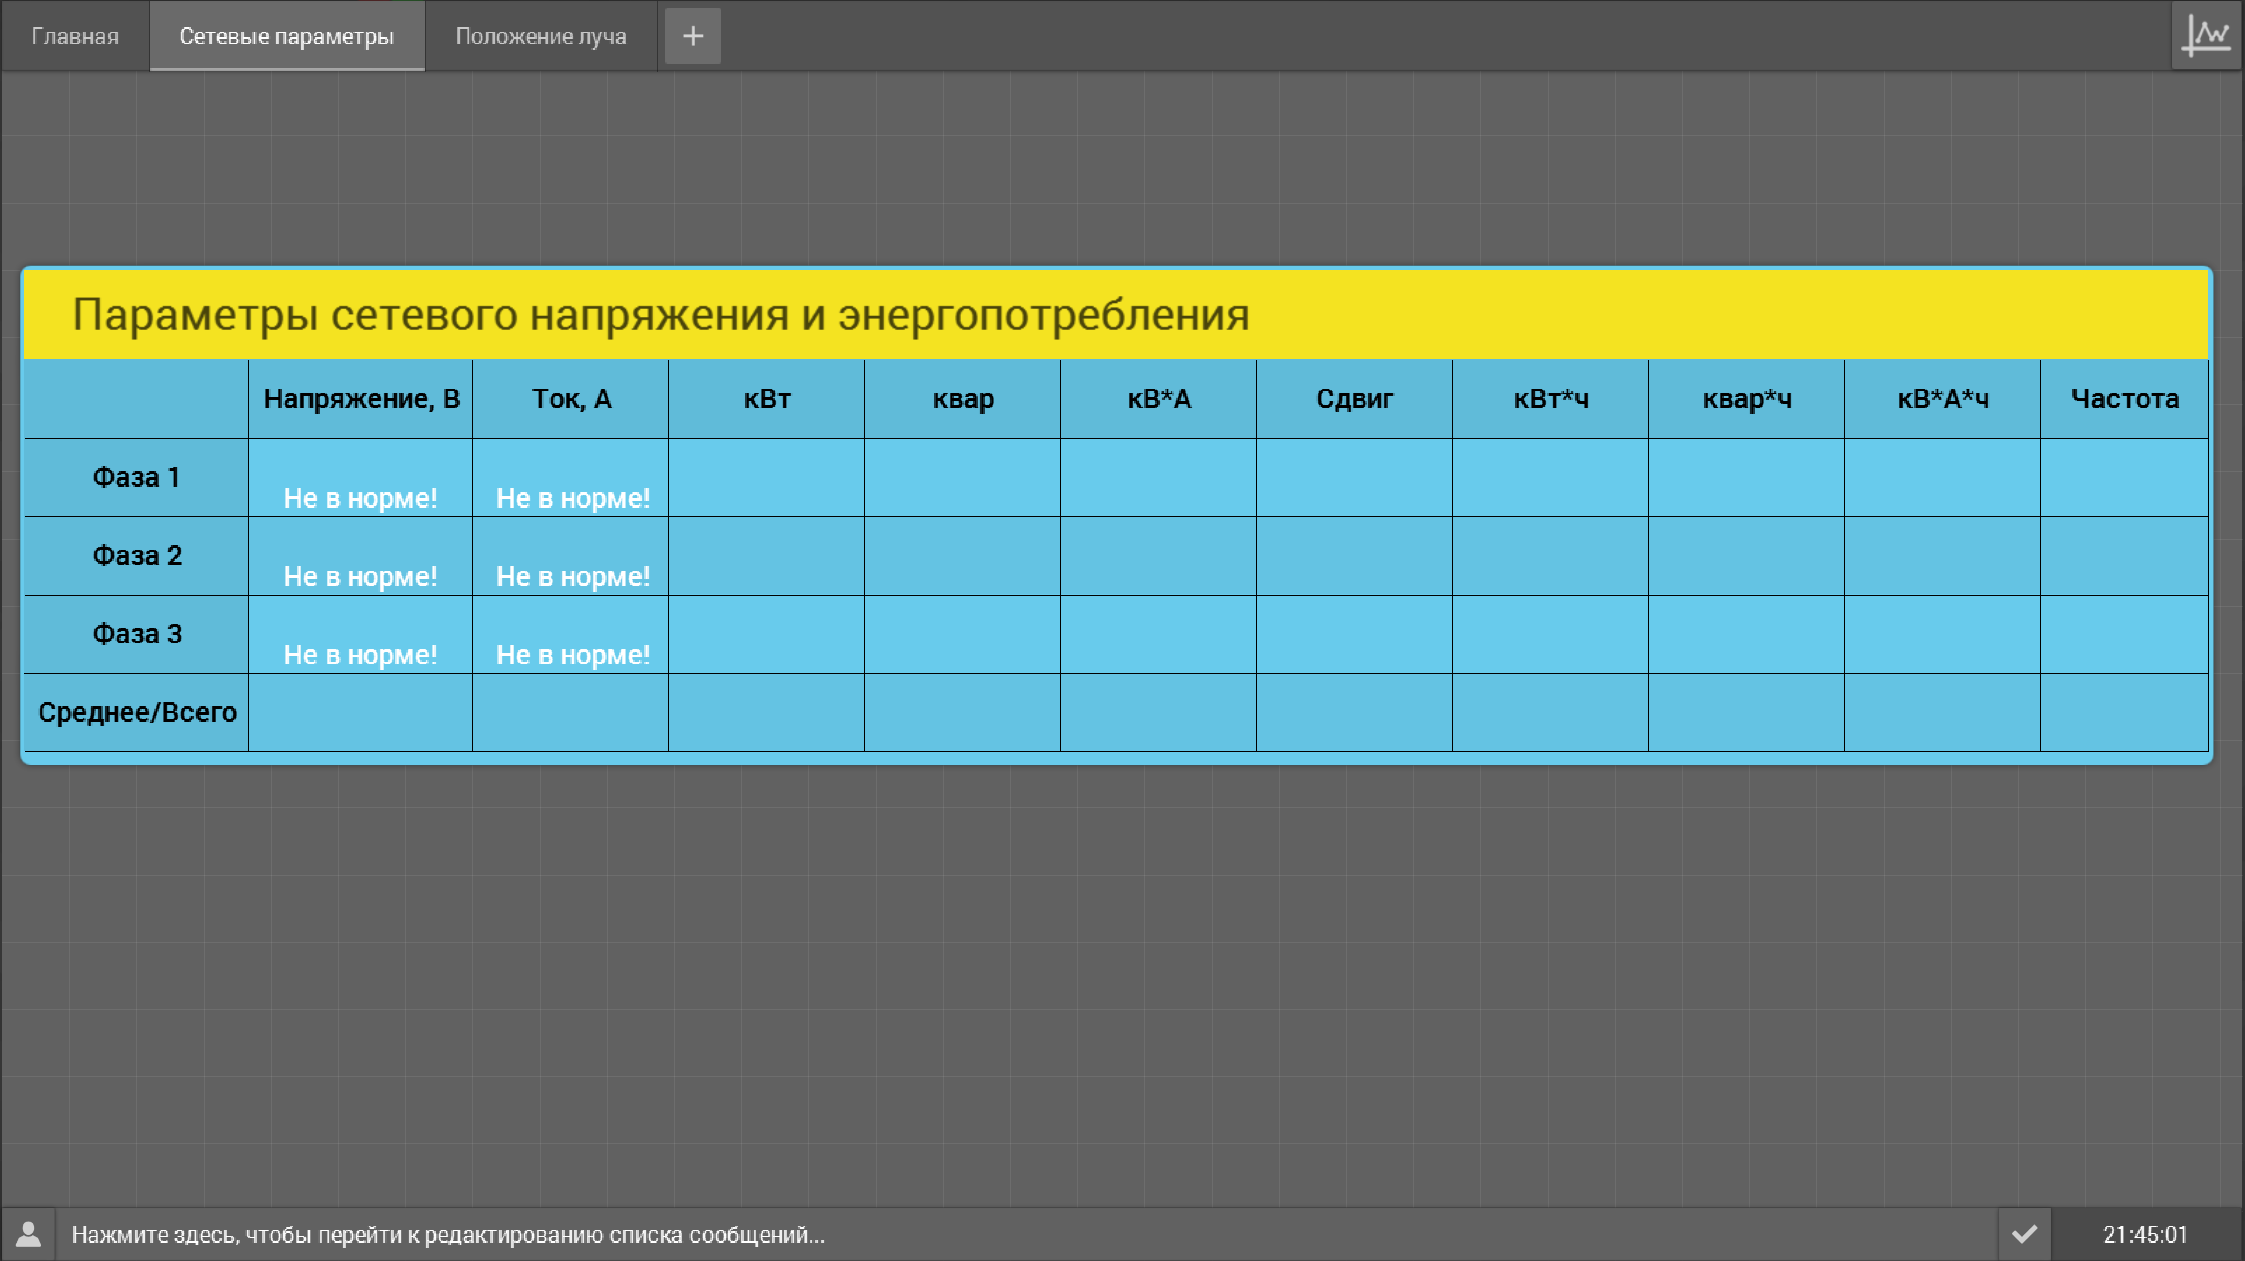 Главная Сетевые параметры Положение луча +
Параметры сетевого напряжения и энергопотребления
Напряжение, В Ток, А кВт квар кВ*А Сдвиг кВт*ч квар*ч кВ*А*ч Частота
Фаза 1 Не в норме! Не в норме!
Фаза 2 Не в норме! Не в норме!
Фаза 3 Не в норме! Не в норме!
Среднее/Всего
Нажмите здесь, чтобы перейти к редактированию списка сообщений... 21:45:01